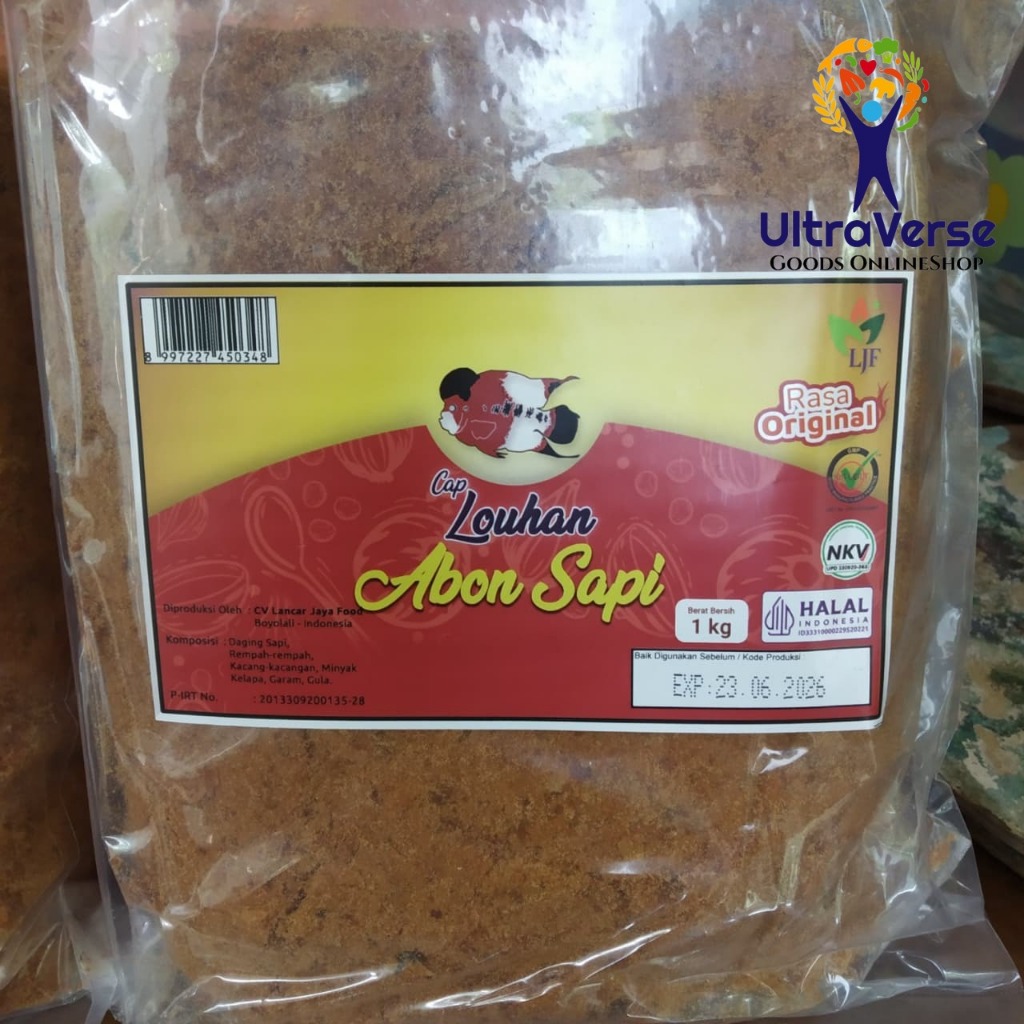 UltraVerse
Goods OnlineShop
8 997227 450348
LJF
Rasa
Original
Cap
Louhan
Abon Sapi
NKV
HALAL
INDONESIA
ID33310000229520221
Berat Bersih
1 kg
Diproduksi Oleh : CV Lancar Jaya Food
Boyolali - Indonesia
Komposisi : Daging Sapi,
Rempah-rempah,
Kacang-kacangan, Minyak
Kelapa, Garam, Gula.
P-IRT No. : 2013309200135-28
Baik Digunakan Sebelum / Kode Produksi :
EXP:23.06.2026